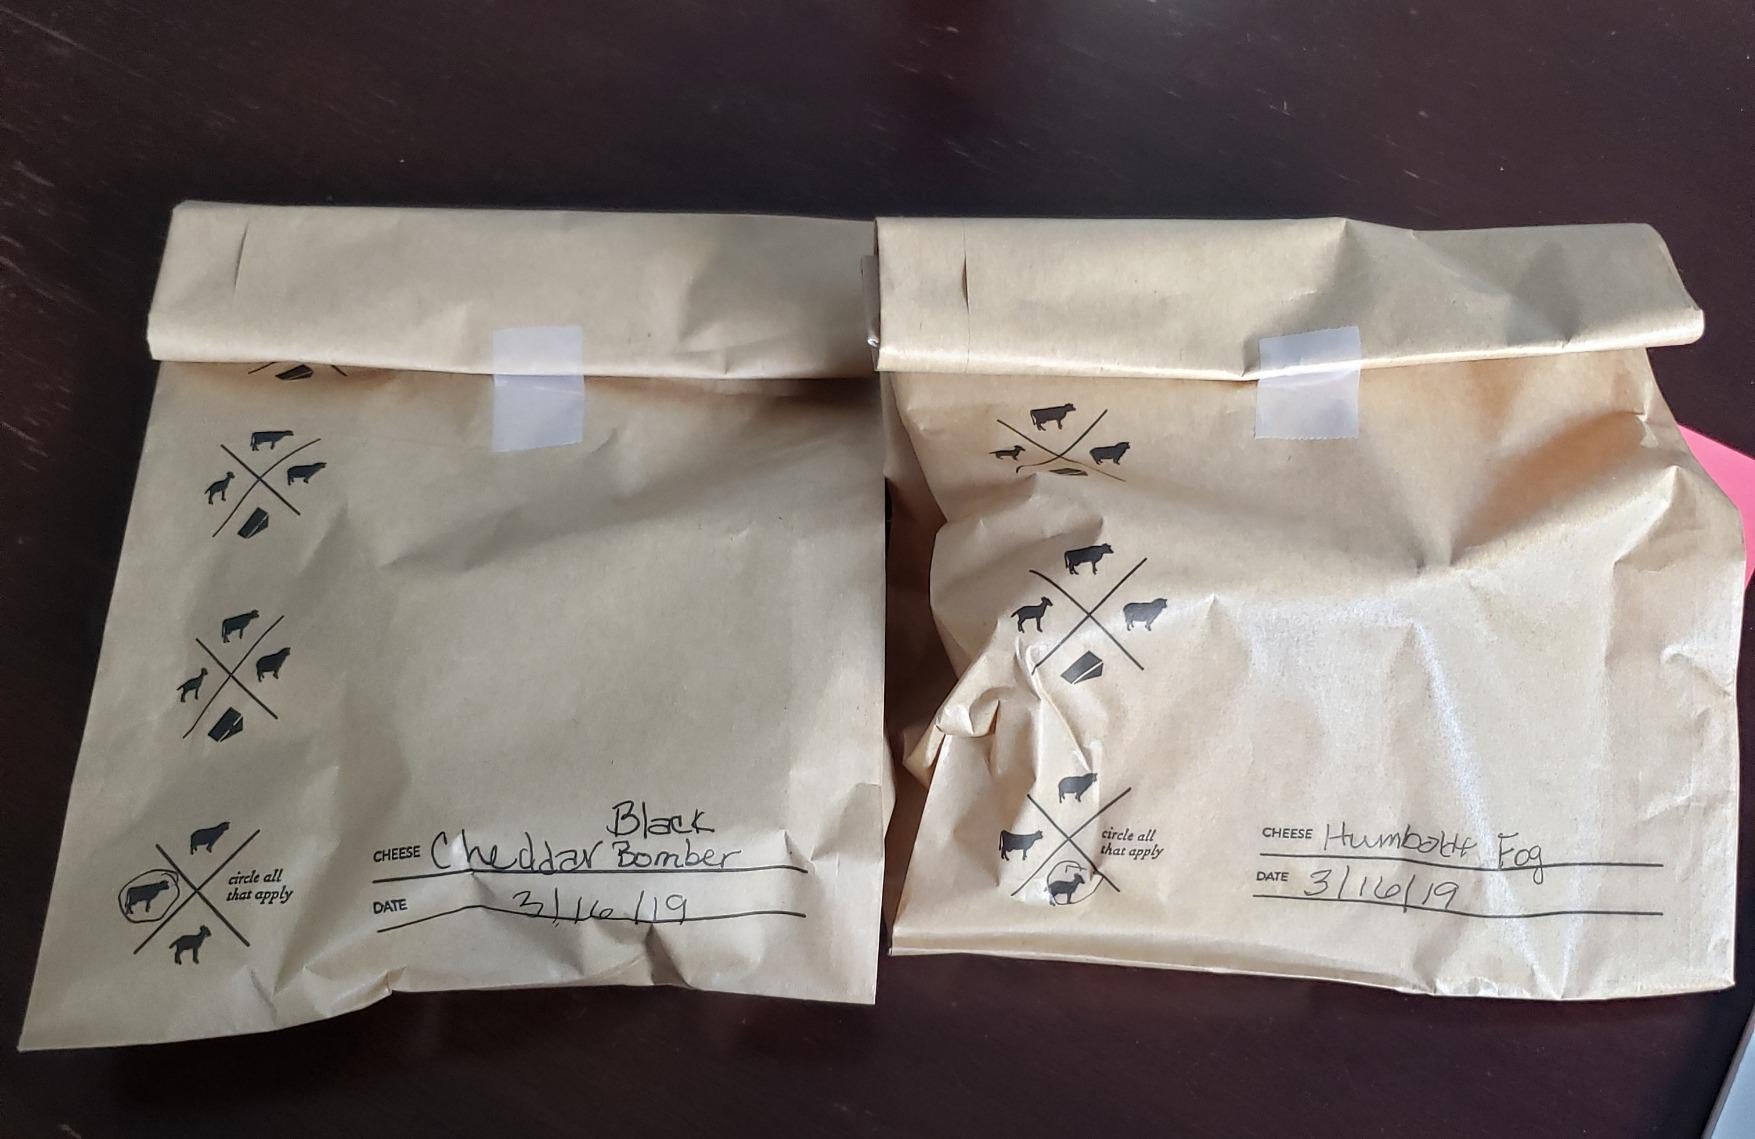 Black
CHEESE Cheddar Bomber
DATE 3/16/19
circle all
that apply
CHEESE Humboldt Fog
DATE 3/16/19
circle all
that apply